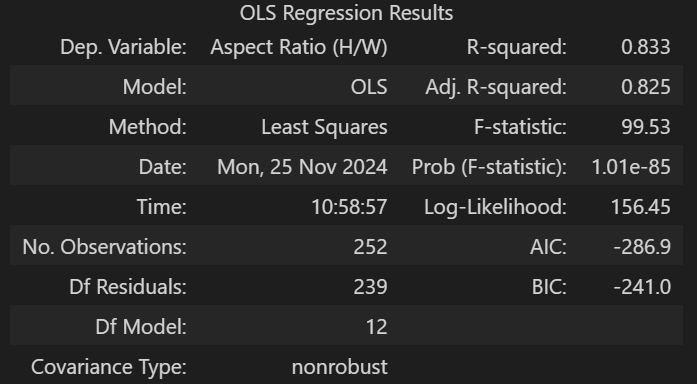 OLS Regression Results
Dep. Variable: Aspect Ratio (H/W) R-squared: 0.833
Model: OLS Adj. R-squared: 0.825
Method: Least Squares F-statistic: 99.53
Date: Mon, 25 Nov 2024 Prob (F-statistic): 1.01e-85
Time: 10:58:57 Log-Likelihood: 156.45
No. Observations: 252 AIC: -286.9
Df Residuals: 239 BIC: -241.0
Df Model: 12
Covariance Type: nonrobust